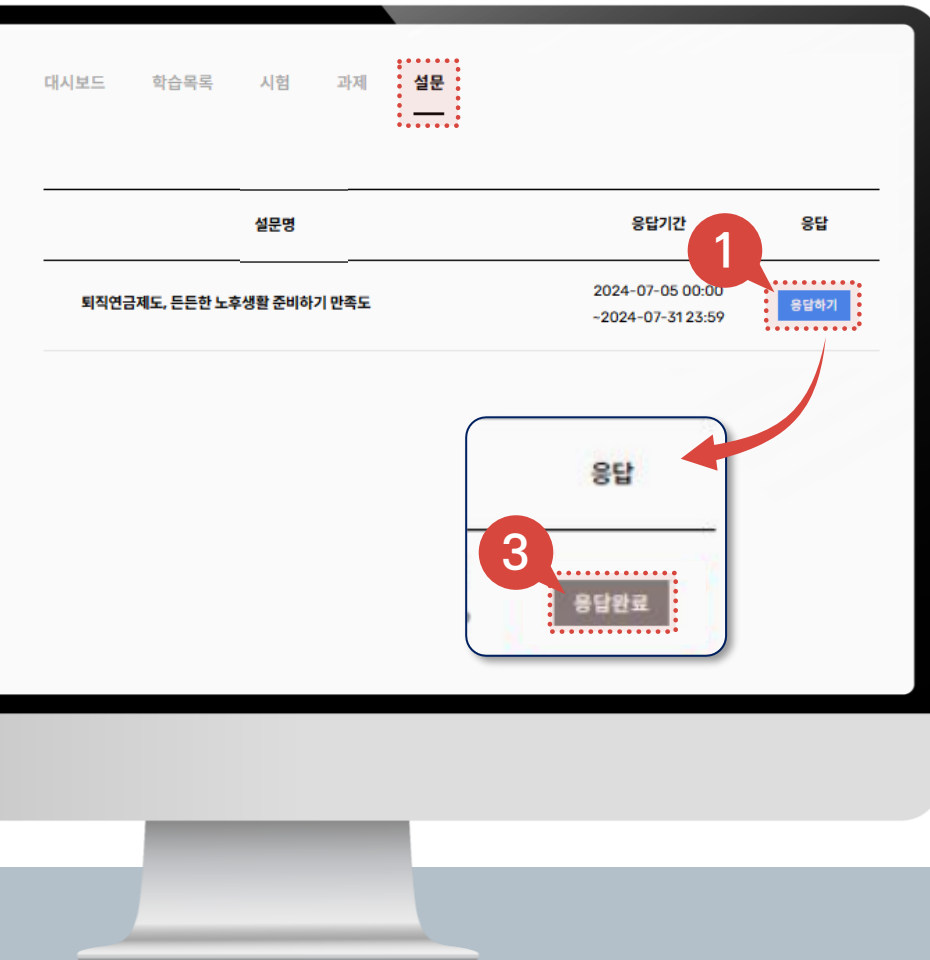 대시보드 학습목록 시험 과제 설문
설문명 응답기간 응답
1
퇴직연금제도, 든든한 노후생활 준비하기 만족도
2024-07-05 00:00
~2024-07-31 23:59
응답하기
응답
3
응답완료